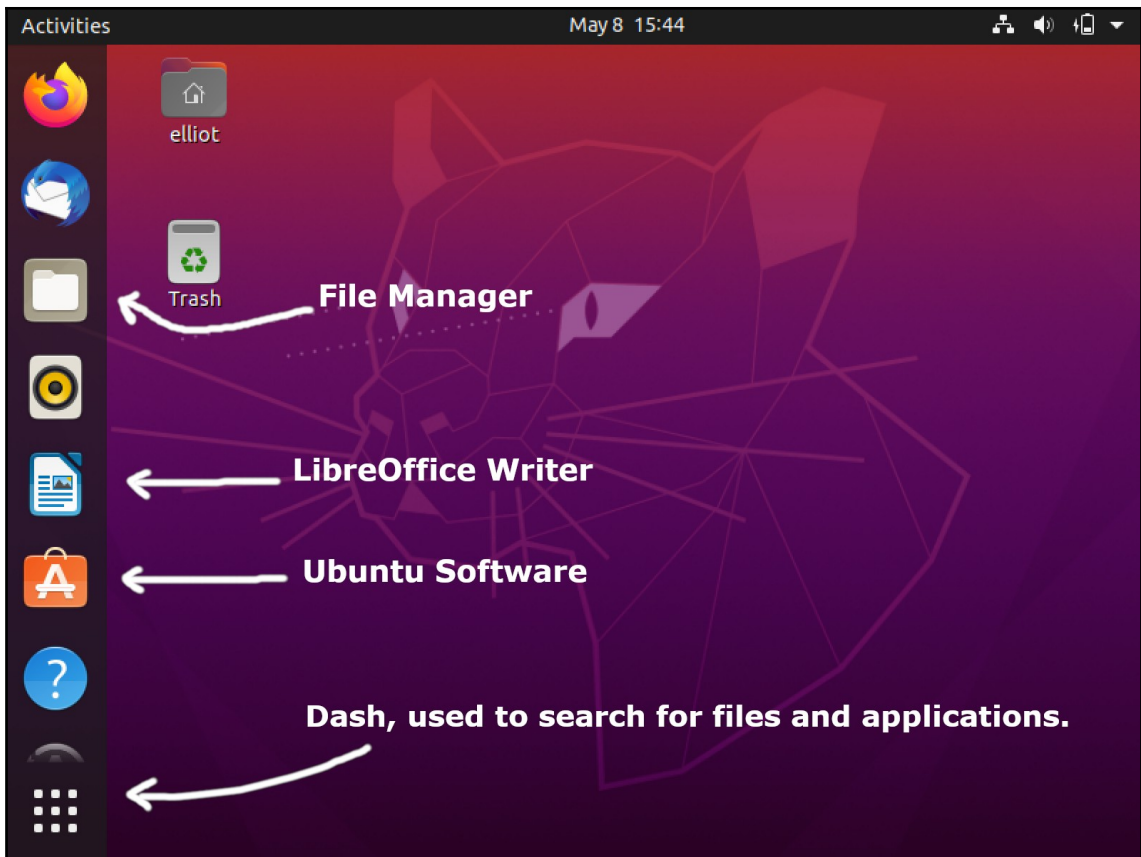 Activities
May 8 15:44
elliot
Trash
File Manager
LibreOffice Writer
Ubuntu Software
Dash, used to search for files and applications.